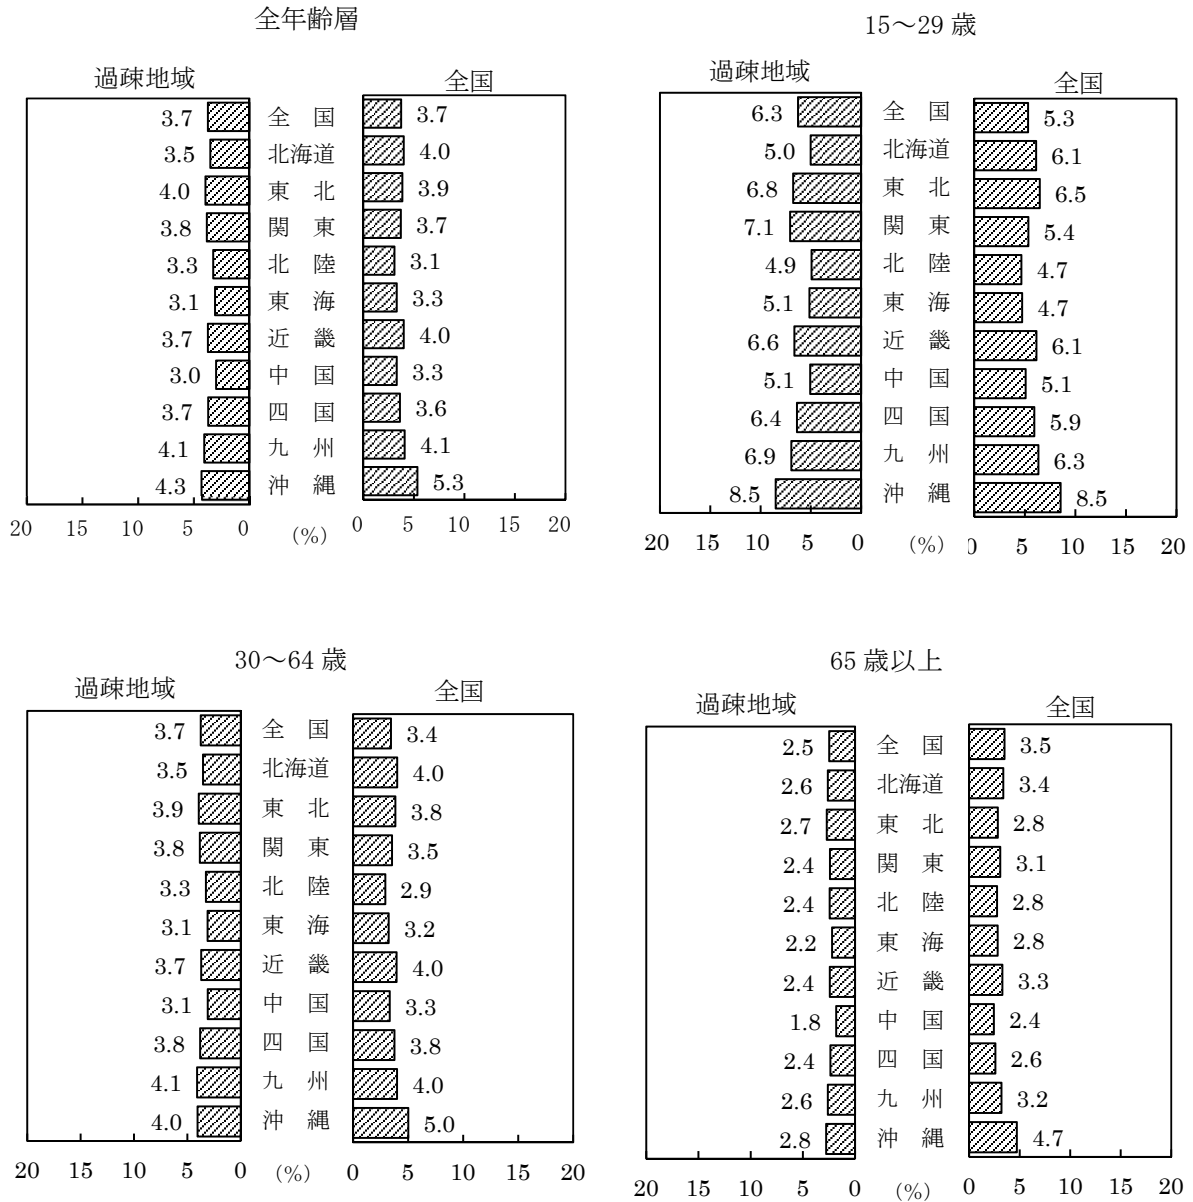 全年齢層
過疎地域 全国
3.7 全国 3.7
3.5 北海道 4.0
4.0 東北 3.9
3.8 関東 3.7
3.3 北陸 3.1
3.1 東海 3.3
3.7 近畿 4.0
3.0 中国 3.3
3.7 四国 3.6
4.1 九州 4.1
4.3 沖縄 5.3
20 15 10 5 0 (%) 0 5 10 15 20
15～29 歳
過疎地域 全国
6.3 全国 5.3
5.0 北海道 6.1
6.8 東北 6.5
7.1 関東 5.4
4.9 北陸 4.7
5.1 東海 4.7
6.6 近畿 6.1
5.1 中国 5.1
6.4 四国 5.9
6.9 九州 6.3
8.5 沖縄 8.5
20 15 10 5 0 (%) 0 5 10 15 20
30～64 歳
過疎地域 全国
3.7 全国 3.4
3.5 北海道 4.0
3.9 東北 3.8
3.8 関東 3.5
3.3 北陸 2.9
3.1 東海 3.2
3.7 近畿 4.0
3.1 中国 3.3
3.8 四国 3.8
4.1 九州 4.0
4.0 沖縄 5.0
20 15 10 5 0 (%) 0 5 10 15 20
65 歳以上
過疎地域 全国
2.5 全国 3.5
2.6 北海道 3.4
2.7 東北 2.8
2.4 関東 3.1
2.4 北陸 2.8
2.2 東海 2.8
2.4 近畿 3.3
1.8 中国 2.4
2.4 四国 2.6
2.6 九州 3.2
2.8 沖縄 4.7
20 15 10 5 0 (%) 0 5 10 15 20